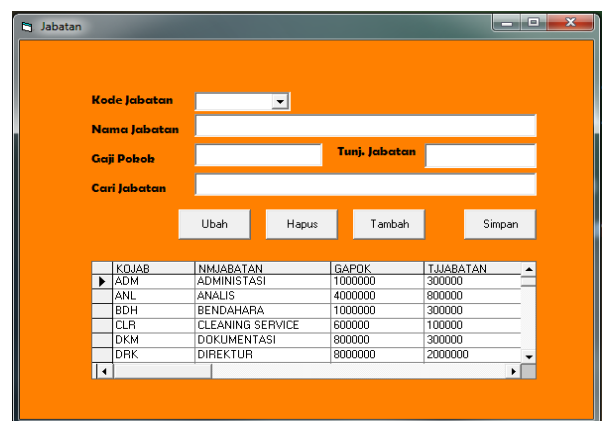 Jabatan
Kode Jabatan
Nama Jabatan
Gaji Pokok Tunj. Jabatan
Cari Jabatan
Ubah Hapus Tambah Simpan
KOJAB NMJABATAN GAPOK TJJABATAN
ADM ADMINISTASI 1000000 300000
ANL ANALIS 4000000 800000
BDH BENDAHARA 1000000 300000
CLR CLEANING SERVICE 600000 100000
DKM DOKUMENTASI 800000 300000
DRK DIREKTUR 8000000 2000000